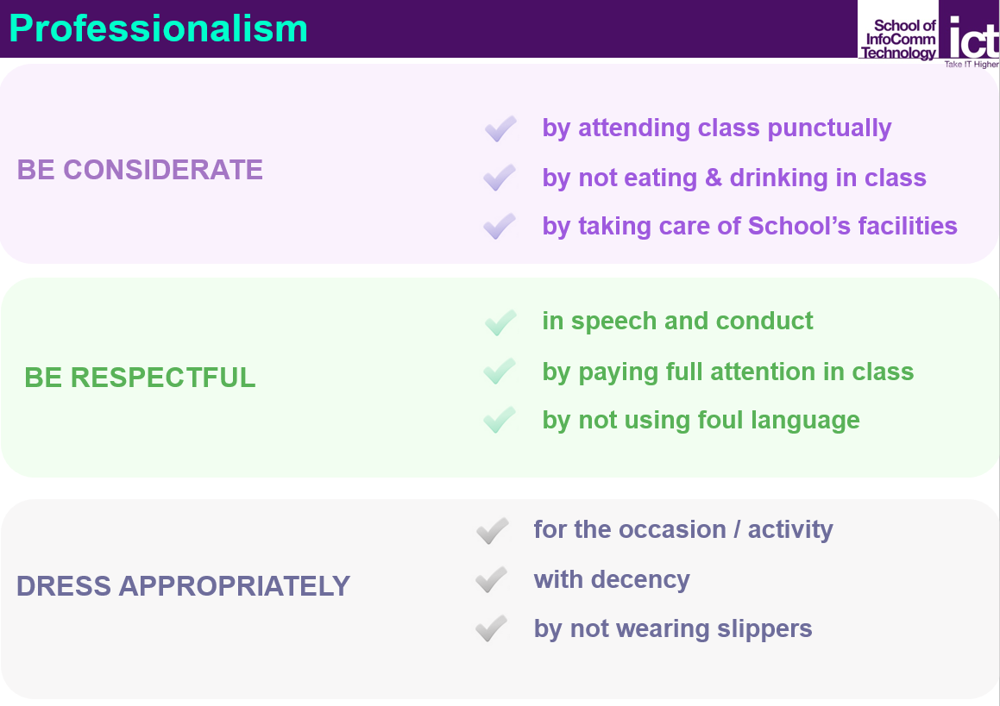 Professionalism
School of
InfoComm
Technology
ict
Take IT Higher
BE CONSIDERATE
by attending class punctually
by not eating & drinking in class
by taking care of School’s facilities
BE RESPECTFUL
in speech and conduct
by paying full attention in class
by not using foul language
DRESS APPROPRIATELY
for the occasion / activity
with decency
by not wearing slippers